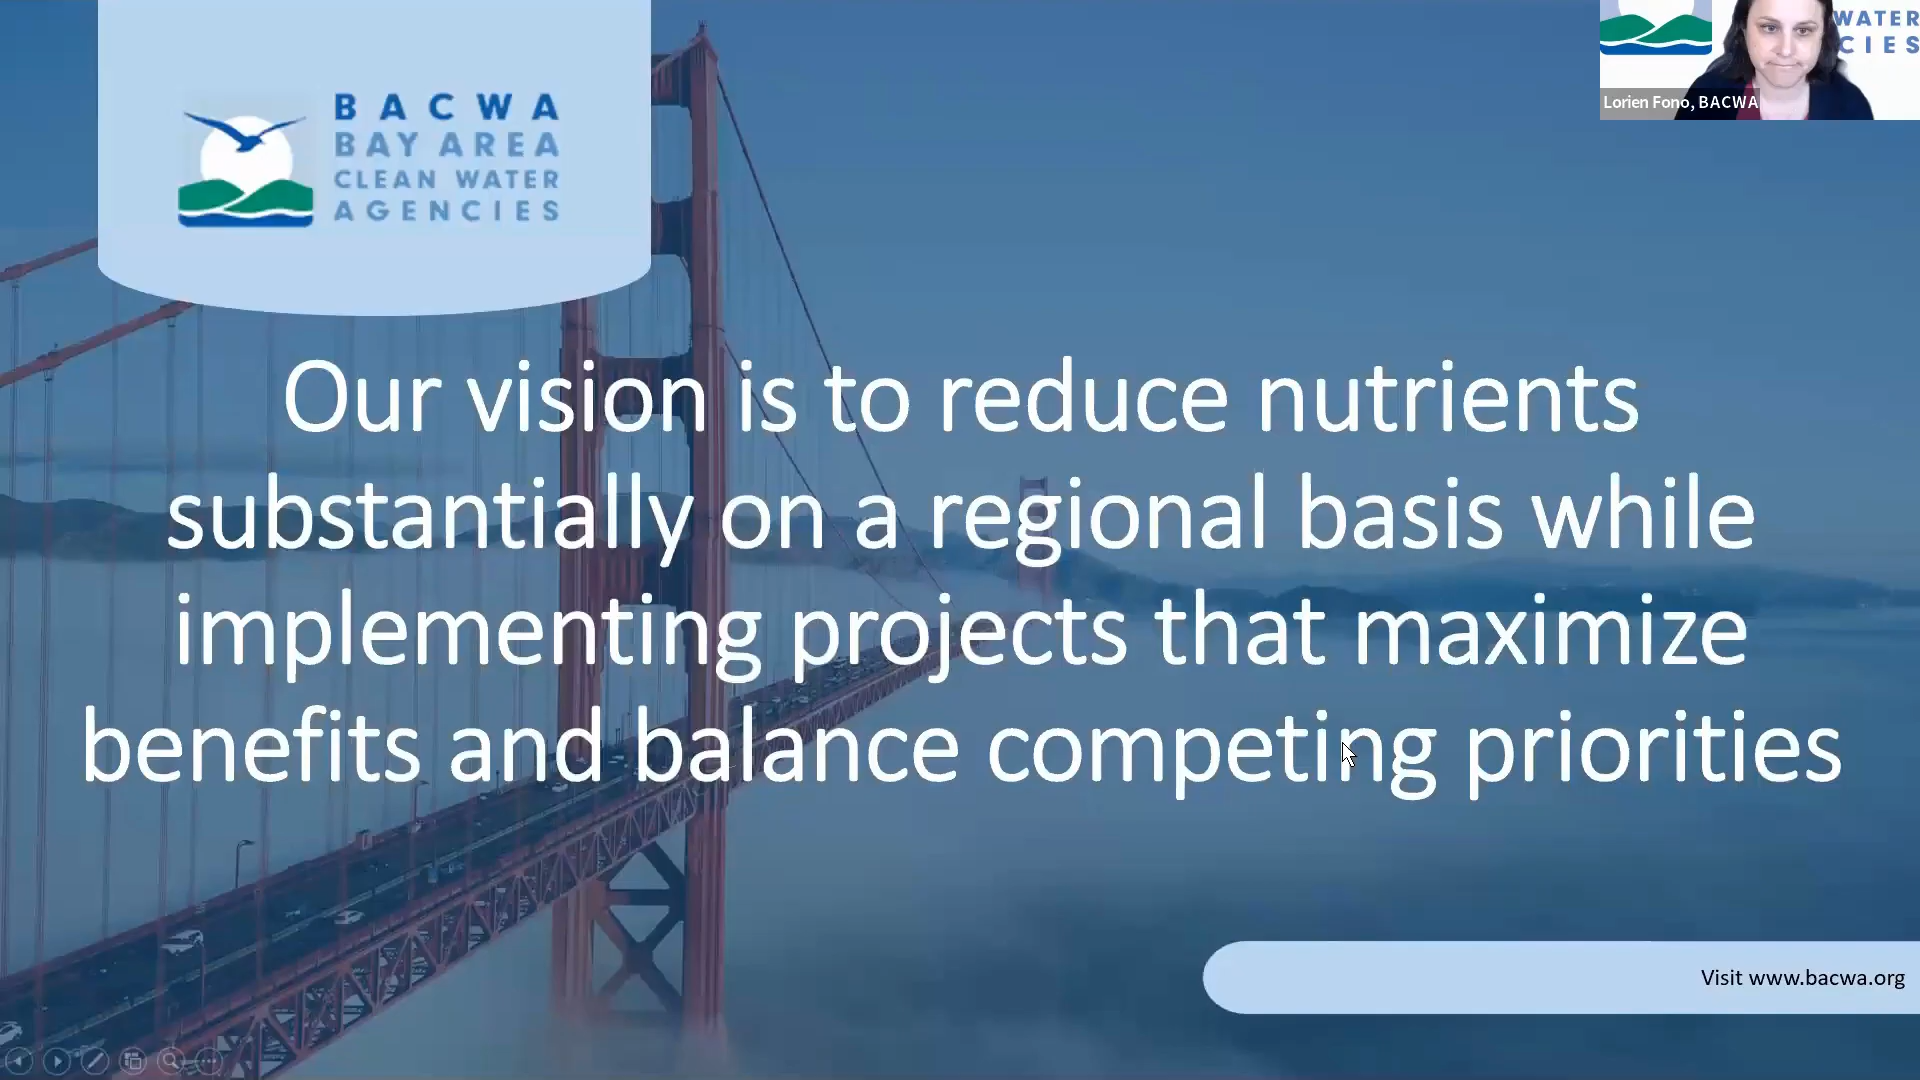 BACWA
BAY AREA
CLEAN WATER
AGENCIES
WATER
CIES
Lorien Fono, BACWA
Our vision is to reduce nutrients
substantially on a regional basis while
implementing projects that maximize
benefits and balance competing priorities
Visit www.bacwa.org